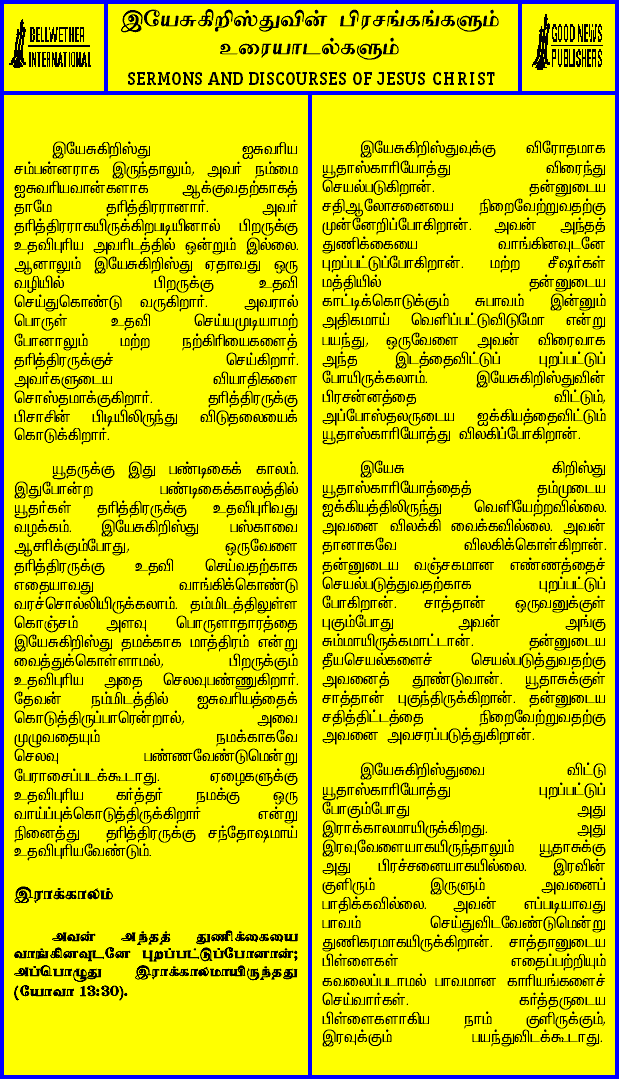 BELLWETHER
INTERNATIONAL
இயேசுகிறிஸ்துவின் பிரசங்கங்களும்
உரையாடல்களும்
SERMONS AND DISCOURSES OF JESUS CHRIST
GOOD NEWS
PUBLISHERS
இயேசுகிறிஸ்து ஐசுவரிய
சம்பன்னராக இருந்தாலும், அவர் நம்மை
ஐசுவரியவான்களாக ஆக்குவதற்காகத்
தாமே தரித்திரரானார். அவர்
தரித்திரராகயிருக்கிறபடியினால் பிறருக்கு
உதவிபுரிய அவரிடத்தில் ஒன்றும் இல்லை.
ஆனாலும் இயேசுகிறிஸ்து ஏதாவது ஒரு
வழியில் பிறருக்கு உதவி
செய்துகொண்டு வருகிறார். அவரால்
பொருள் உதவி செய்யமுடியாமற்
போனாலும் மற்ற நற்கிரியைகளைத்
தரித்திரருக்குச் செய்கிறார்.
அவர்களுடைய வியாதிகளை
சொஸ்தமாக்குகிறார். தரித்திரருக்கு
பிசாசின் பிடியிலிருந்து விடுதலையைக்
கொடுக்கிறார்.
யூதருக்கு இது பண்டிகைக் காலம்.
இதுபோன்ற பண்டிகைக்காலத்தில்
யூதர்கள் தரித்திரருக்கு உதவிபுரிவது
வழக்கம். இயேசுகிறிஸ்து பஸ்காவை
ஆசரிக்கும்போது, ஒருவேளை
தரித்திரருக்கு உதவி செய்வதற்காக
எதையாவது வாங்கிக்கொண்டு
வரச்சொல்லியிருக்கலாம். தம்மிடத்திலுள்ள
கொஞ்சம் அளவு பொருளாதாரத்தை
இயேசுகிறிஸ்து தமக்காக மாத்திரம் என்று
வைத்துக்கொள்ளாமல், பிறருக்கும்
உதவிபுரிய அதை செலவுபண்ணுகிறார்.
தேவன் நம்மிடத்தில் ஐசுவரியத்தைக்
கொடுத்திருப்பாரென்றால், அவை
முழுவதையும் நமக்காகவே
செலவு பண்ணவேண்டுமென்று
பேராசைப்படக்கூடாது. ஏழைகளுக்கு
உதவிபுரிய கர்த்தர் நமக்கு ஒரு
வாய்ப்புக்கொடுத்திருக்கிறார் என்று
நினைத்து தரித்திரருக்கு சந்தோஷமாய்
உதவிபுரியவேண்டும்.
இராக்காலம்
அவன் அந்தத் துணிக்கையை
வாங்கினவுடனே புறப்பட்டுப்போனான்;
அப்பொழுது இராக்காலமாயிருந்தது
(யோவா 13:30).
இயேசுகிறிஸ்துவுக்கு விரோதமாக
யூதாஸ்காரியோத்து விரைந்து
செயல்படுகிறான். தன்னுடைய
சதிஆலோசனையை நிறைவேற்றுவதற்கு
முன்னேறிப்போகிறான். அவன் அந்தத்
துணிக்கையை வாங்கினவுடனே
புறப்பட்டுப்போகிறான். மற்ற சீஷர்கள்
மத்தியில் தன்னுடைய
காட்டிக்கொடுக்கும் சுபாவம் இன்னும்
அதிகமாய் வெளிப்பட்டுவிடுமோ என்று
பயந்து, ஒருவேளை அவன் விரைவாக
அந்த இடத்தைவிட்டுப் புறப்பட்டுப்
போயிருக்கலாம். இயேசுகிறிஸ்துவின்
பிரசன்னத்தை விட்டும்,
அப்போஸ்தலருடைய ஐக்கியத்தைவிட்டும்
யூதாஸ்காரியோத்து விலகிப்போகிறான்.
இயேசு கிறிஸ்து
யூதாஸ்காரியோத்தைத் தம்முடைய
ஐக்கியத்திலிருந்து வெளியேற்றவில்லை.
அவனை விலக்கி வைக்கவில்லை. அவன்
தானாகவே விலகிக்கொள்கிறான்.
தன்னுடைய வஞ்சகமான எண்ணத்தைச்
செயல்படுத்துவதற்காக புறப்பட்டுப்
போகிறான். சாத்தான் ஒருவனுக்குள்
புகும்போது அவன் அங்கு
சும்மாயிருக்கமாட்டான். தன்னுடைய
தீயசெயல்களைச் செயல்படுத்துவதற்கு
அவனைத் தூண்டுவான். யூதாசுக்குள்
சாத்தான் புகுந்திருக்கிறான். தன்னுடைய
சதித்திட்டத்தை நிறைவேற்றுவதற்கு
அவனை அவசரப்படுத்துகிறான்.
இயேசுகிறிஸ்துவை விட்டு
யூதாஸ்காரியோத்து புறப்பட்டுப்
போகும்போது அது
இராக்காலமாயிருக்கிறது. அது
இரவுவேளையாகயிருந்தாலும் யூதாசுக்கு
அது பிரச்சனையாகயில்லை. இரவின்
குளிரும் இருளும் அவனைப்
பாதிக்கவில்லை. அவன் எப்படியாவது
பாவம் செய்துவிடவேண்டுமென்று
துணிகரமாகயிருக்கிறான். சாத்தானுடைய
பிள்ளைகள் எதைப்பற்றியும்
கவலைப்படாமல் பாவமான காரியங்களைச்
செய்வார்கள். கர்த்தருடைய
பிள்ளைகளாகிய நாம் குளிருக்கும்,
இரவுக்கும் பயந்துவிடக்கூடாது.